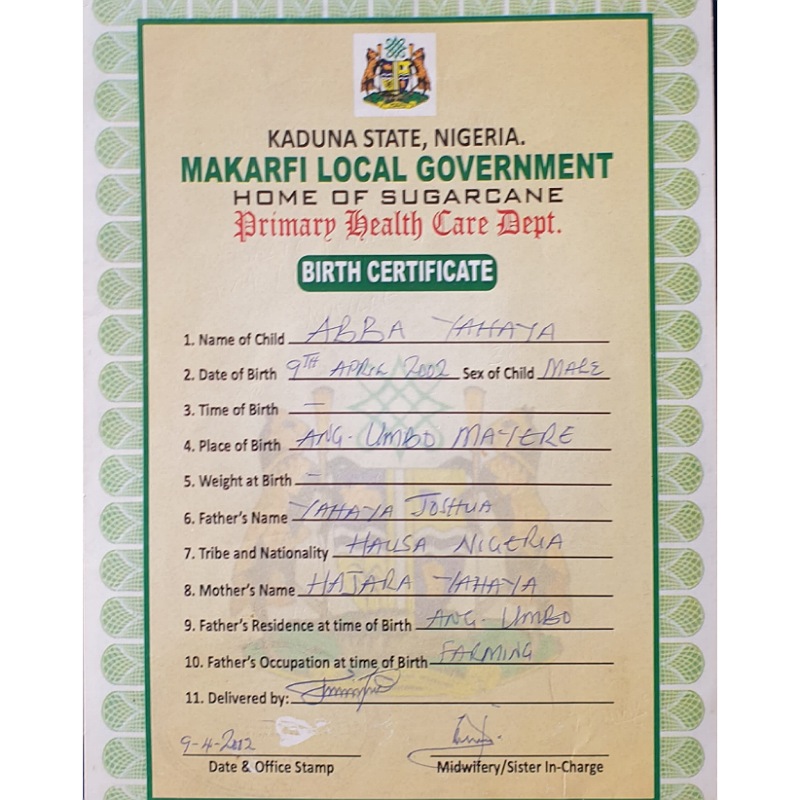 KADUNA STATE, NIGERIA.
MAKARFI LOCAL GOVERNMENT
HOME OF SUGARCANE
Primary Health Care Dept.
BIRTH CERTIFICATE
1. Name of Child ABBA YAHAYA
2. Date of Birth 9TH APRIL 2002 Sex of Child MALE
3. Time of Birth —
4. Place of Birth ANG. UMBO MAYERE
5. Weight at Birth —
6. Father's Name YAHAYA JOSHUA
7. Tribe and Nationality HAUSA NIGERIA
8. Mother's Name HAJARA YAHAYA
9. Father's Residence at time of Birth ANG. UMBO
10. Father's Occupation at time of Birth FARMING
11. Delivered by:
9-4-2002
Date & Office Stamp Midwifery/Sister In-Charge